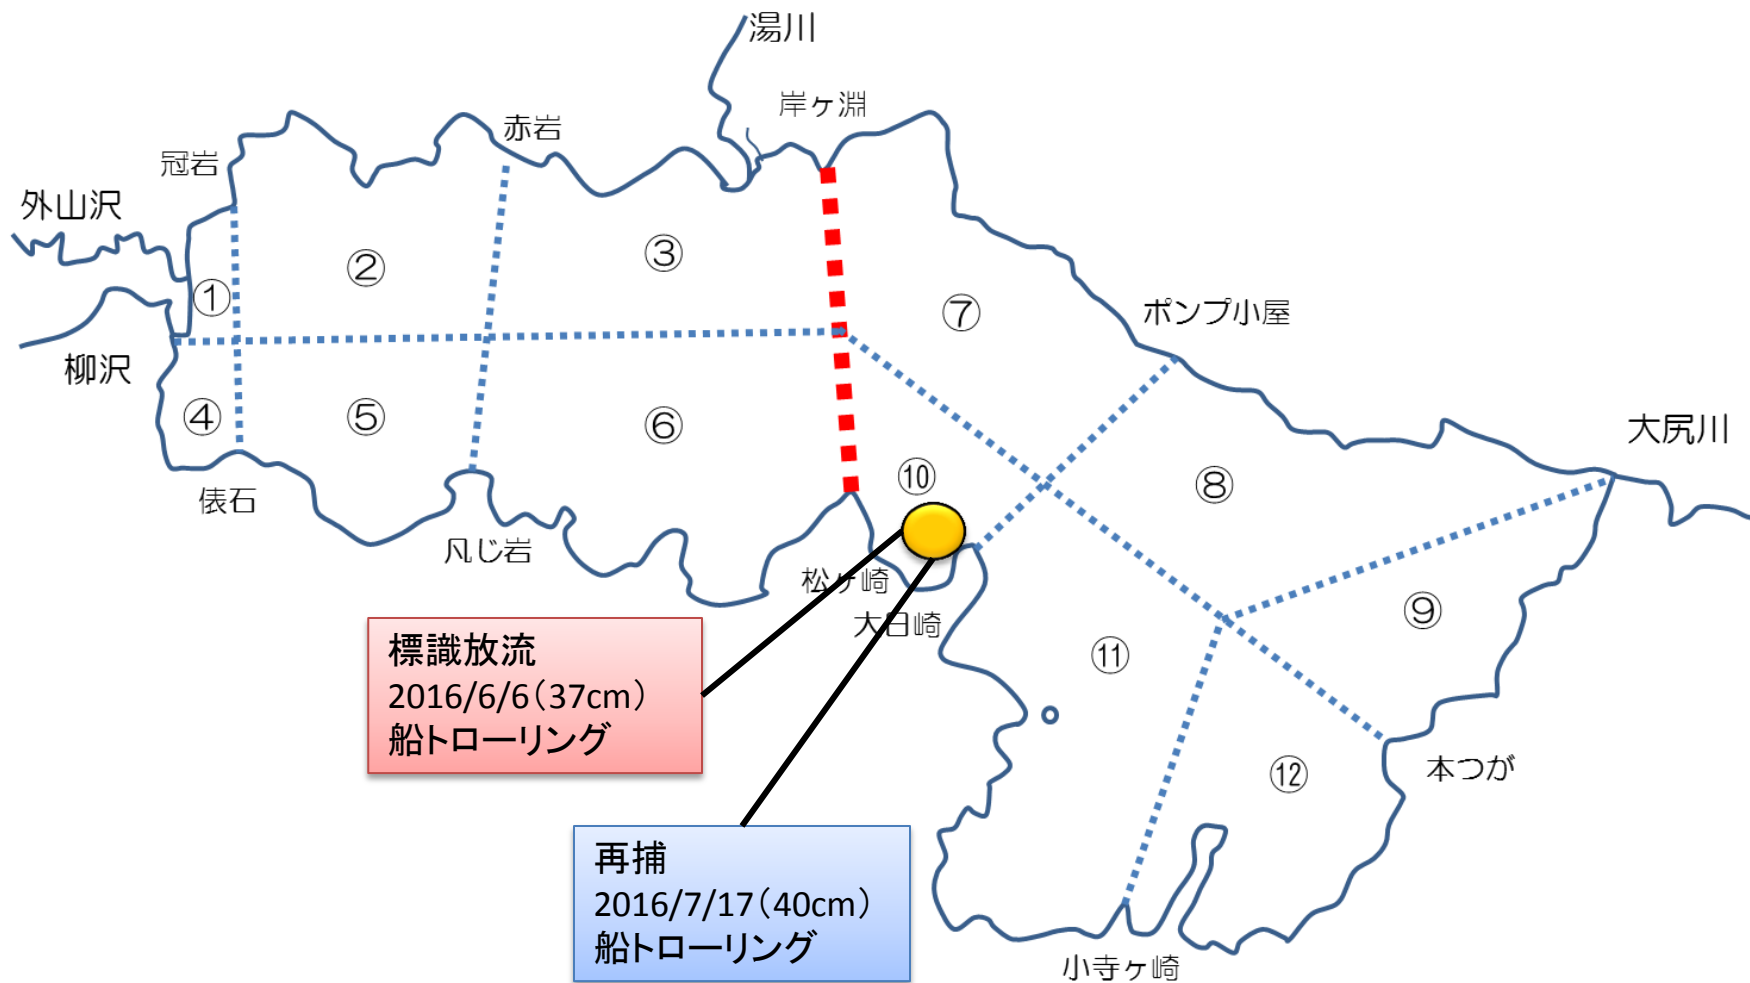 湯川
岸ヶ淵
赤岩
冠岩
外山沢
③
②
①
⑦
ポンプ小屋
柳沢
④
⑤
⑥
大尻川
⑩
⑧
俵石
凡じ岩
松ヶ崎
大日崎
⑨
標識放流
2016/6/6(37cm)
船トローリング
⑪
⑫
本つが
再捕
2016/7/17(40cm)
船トローリング
小寺ヶ崎